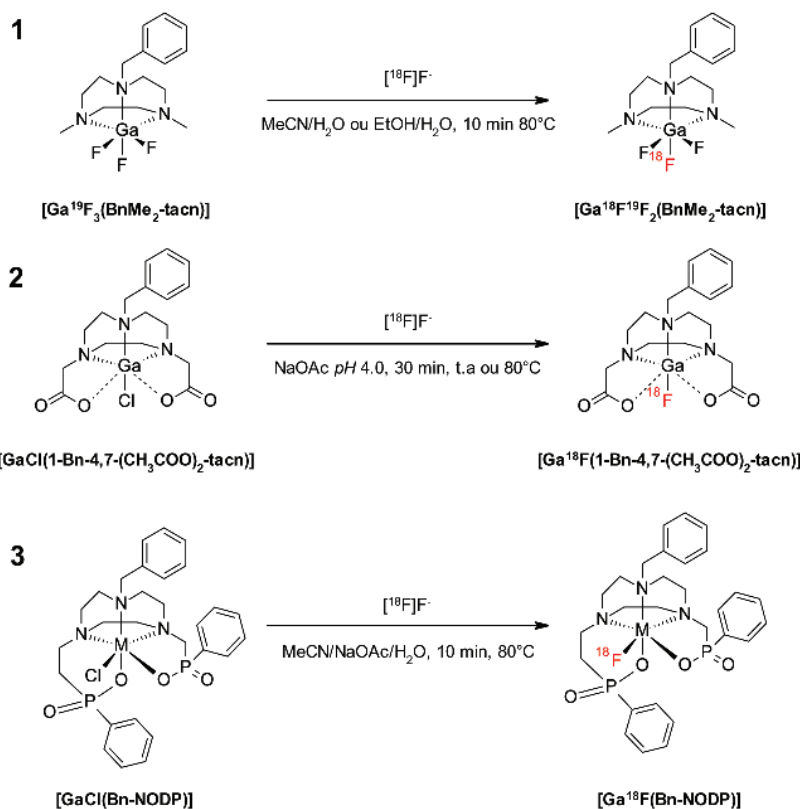 1
[¹⁸F]F⁻
MeCN/H₂O ou EtOH/H₂O, 10 min 80°C
N
N
N
Ga
F
F
F
N
N
N
Ga
F
¹⁸F
F
[Ga¹⁹F₃(BnMe₂-tacn)]
[Ga¹⁸F¹⁹F₂(BnMe₂-tacn)]
2
[¹⁸F]F⁻
NaOAc pH 4.0, 30 min, t.a ou 80°C
N
N
N
Ga
O
O
Cl
O
O
N
N
N
Ga
O
O
¹⁸F
O
O
[GaCl(1-Bn-4,7-(CH₃COO)₂-tacn)]
[Ga¹⁸F(1-Bn-4,7-(CH₃COO)₂-tacn)]
3
[¹⁸F]F⁻
MeCN/NaOAc/H₂O, 10 min, 80°C
N
N
N
M
Cl
O
O
P
O
O
P
N
N
N
M
¹⁸F
O
O
P
O
O
P
[GaCl(Bn-NODP)]
[Ga¹⁸F(Bn-NODP)]